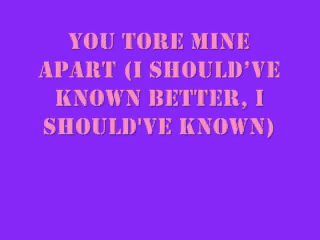 YOU TORE MINE
APART (I SHOULD’VE
KNOWN BETTER, I
SHOULD'VE KNOWN)